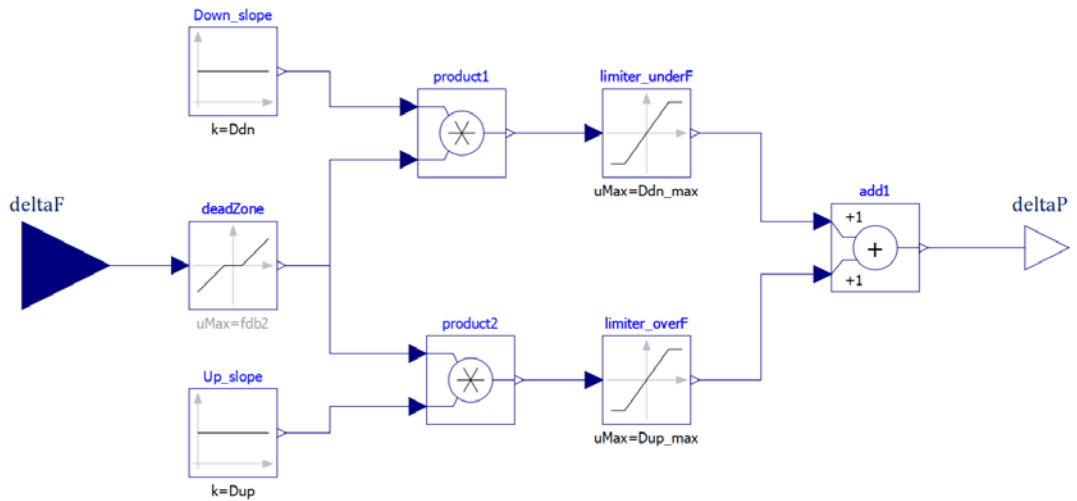 Down_slope
k=Ddn
product1
limiter_underF
uMax=Ddn_max
deltaF
deadZone
uMax=fdb2
add1
+1
+
+1
deltaP
product2
limiter_overF
uMax=Dup_max
Up_slope
k=Dup